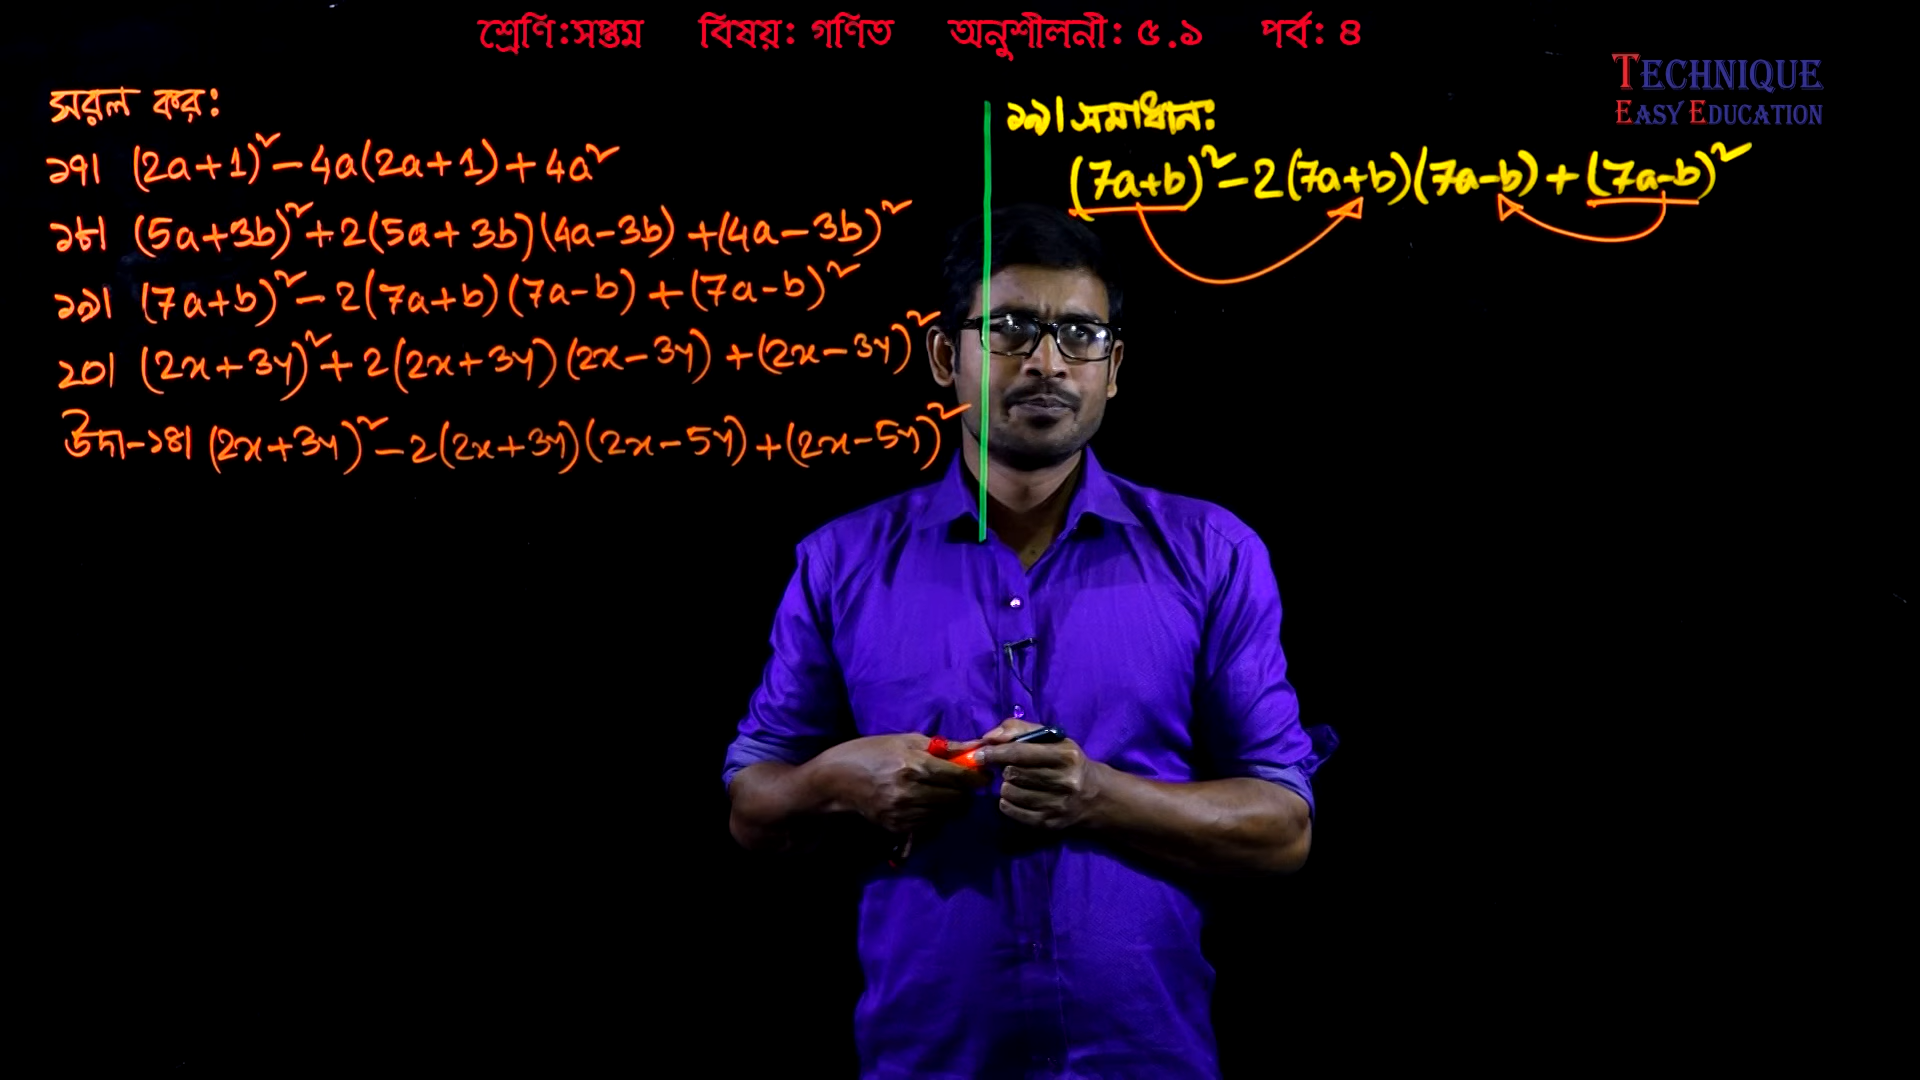 শ্রেণি:সপ্তম বিষয়: গণিত অনুশীলনী: ৫.১ পর্ব: ৪
TECHNIQUE
EASY EDUCATION
সরল কর:
১৭। (2a+1)² - 4a(2a+1) + 4a²
১৮। (5a+3b)² + 2(5a+3b)(4a-3b) + (4a-3b)²
১৯। (7a+b)² - 2(7a+b)(7a-b) + (7a-b)²
২০। (2x+3y)² + 2(2x+3y)(2x-3y) + (2x-3y)²
উদা-১৪। (2x+3y)² - 2(2x+3y)(2x-5y) + (2x-5y)²
১৯। সমাধান:
(7a+b)² - 2(7a+b)(7a-b) + (7a-b)²